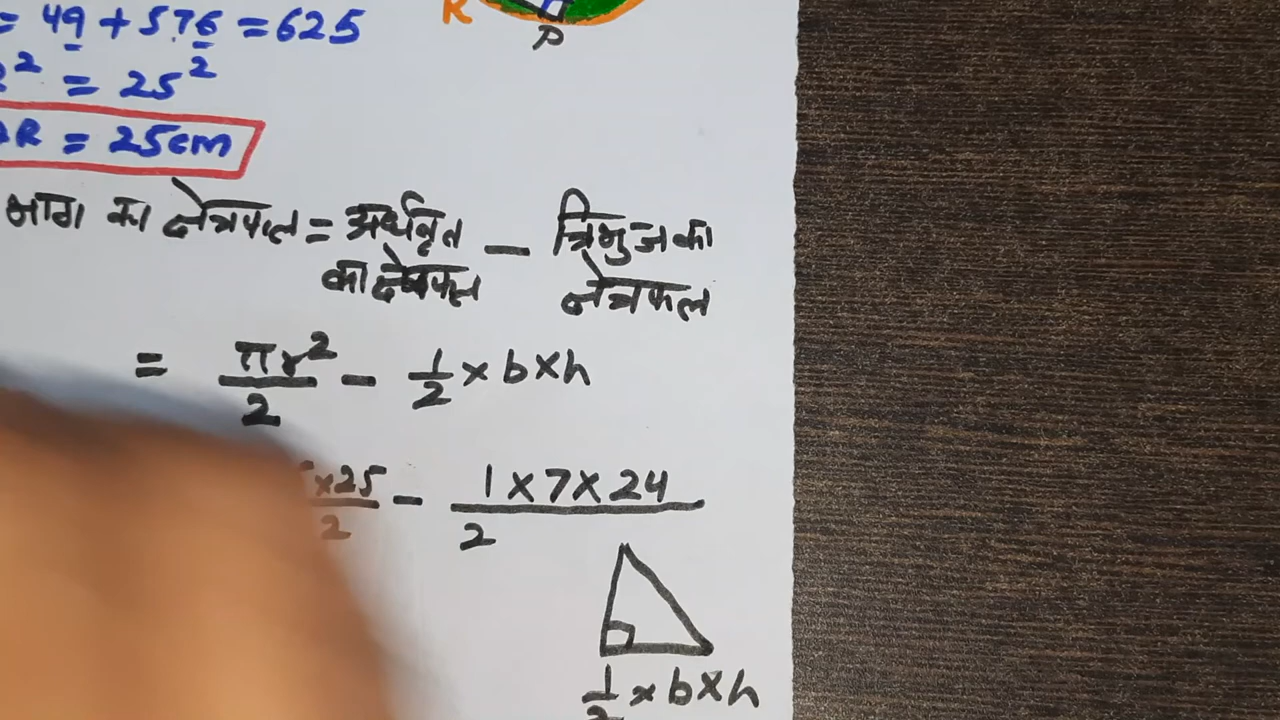 = 49 + 576 = 625
R
P
² = 25²
QR = 25cm
भाग का क्षेत्रफल = अर्धवृत – त्रिभुज का
का क्षेत्रफल क्षेत्रफल
= πr²/2 – 1/2 × b × h
×25/2 – 1×7×24/2
1/2 × b × h